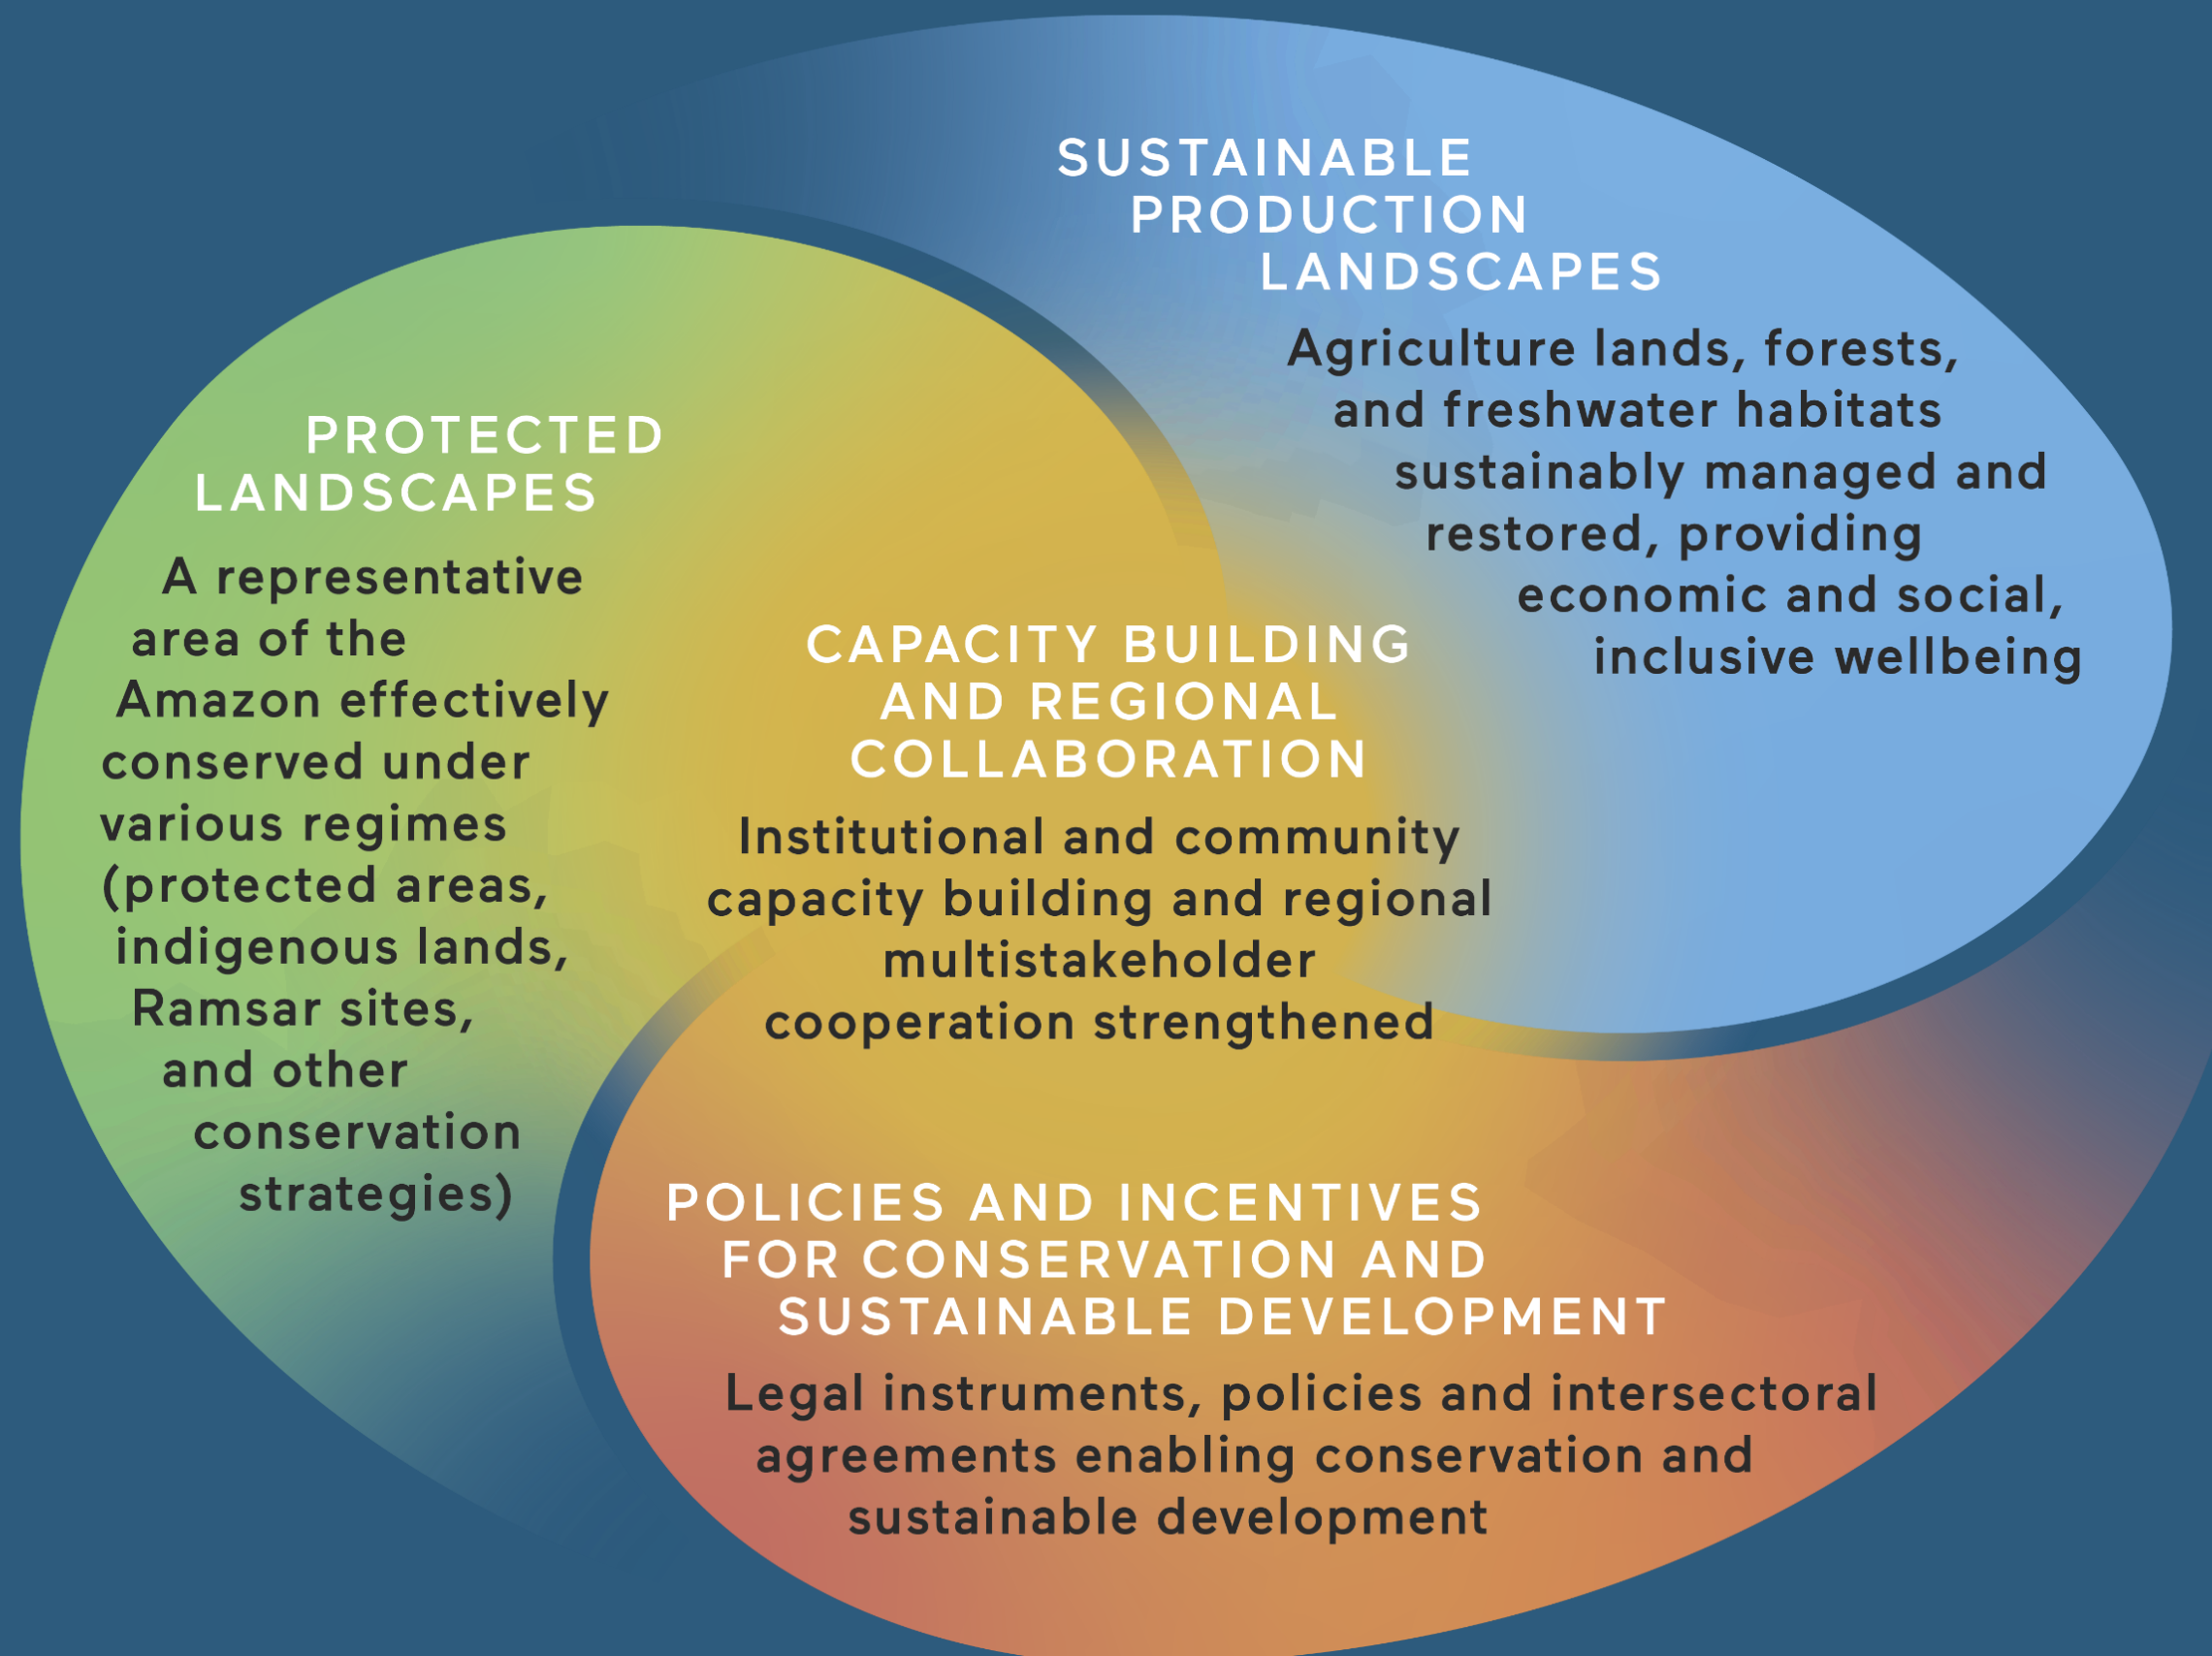 SUSTAINABLE
PRODUCTION
LANDSCAPES
Agriculture lands, forests,
and freshwater habitats
sustainably managed and
restored, providing
economic and social,
inclusive wellbeing
PROTECTED
LANDSCAPES
A representative
area of the
Amazon effectively
conserved under
various regimes
(protected areas,
indigenous lands,
Ramsar sites,
and other
conservation
strategies)
CAPACITY BUILDING
AND REGIONAL
COLLABORATION
Institutional and community
capacity building and regional
multistakeholder
cooperation strengthened
POLICIES AND INCENTIVES
FOR CONSERVATION AND
SUSTAINABLE DEVELOPMENT
Legal instruments, policies and intersectoral
agreements enabling conservation and
sustainable development